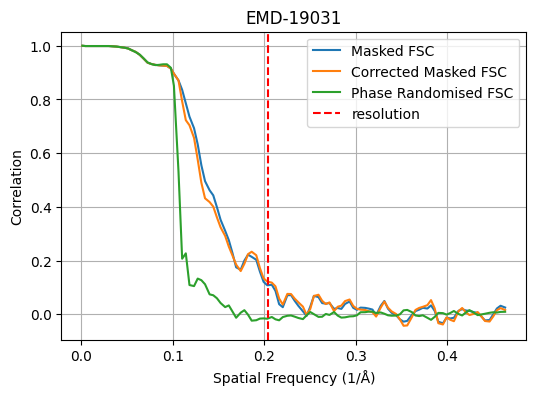 EMD-19031
1.0
0.8
0.6
0.4
0.2
0.0
Correlation
Masked FSC
Corrected Masked FSC
Phase Randomised FSC
resolution
0.0 0.1 0.2 0.3 0.4
Spatial Frequency (1/Å)